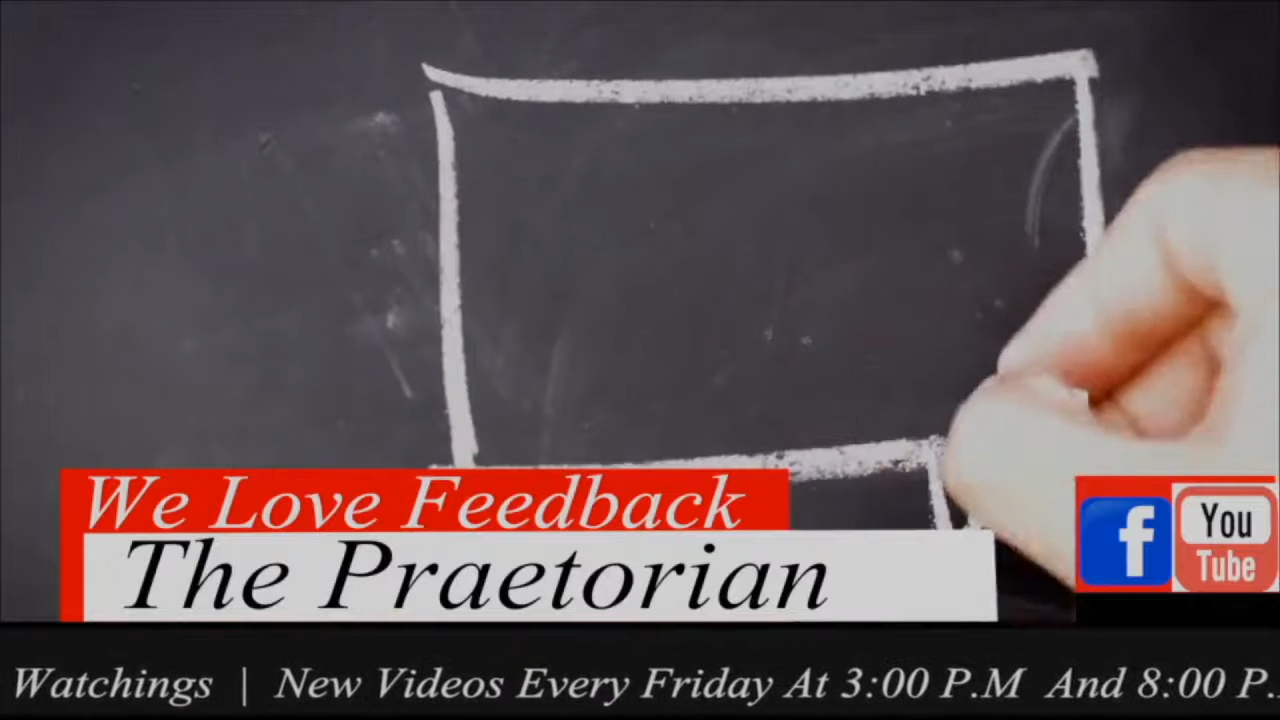 We Love Feedback
The Praetorian
f
You
Tube
Watchings | New Videos Every Friday At 3:00 P.M And 8:00 P.